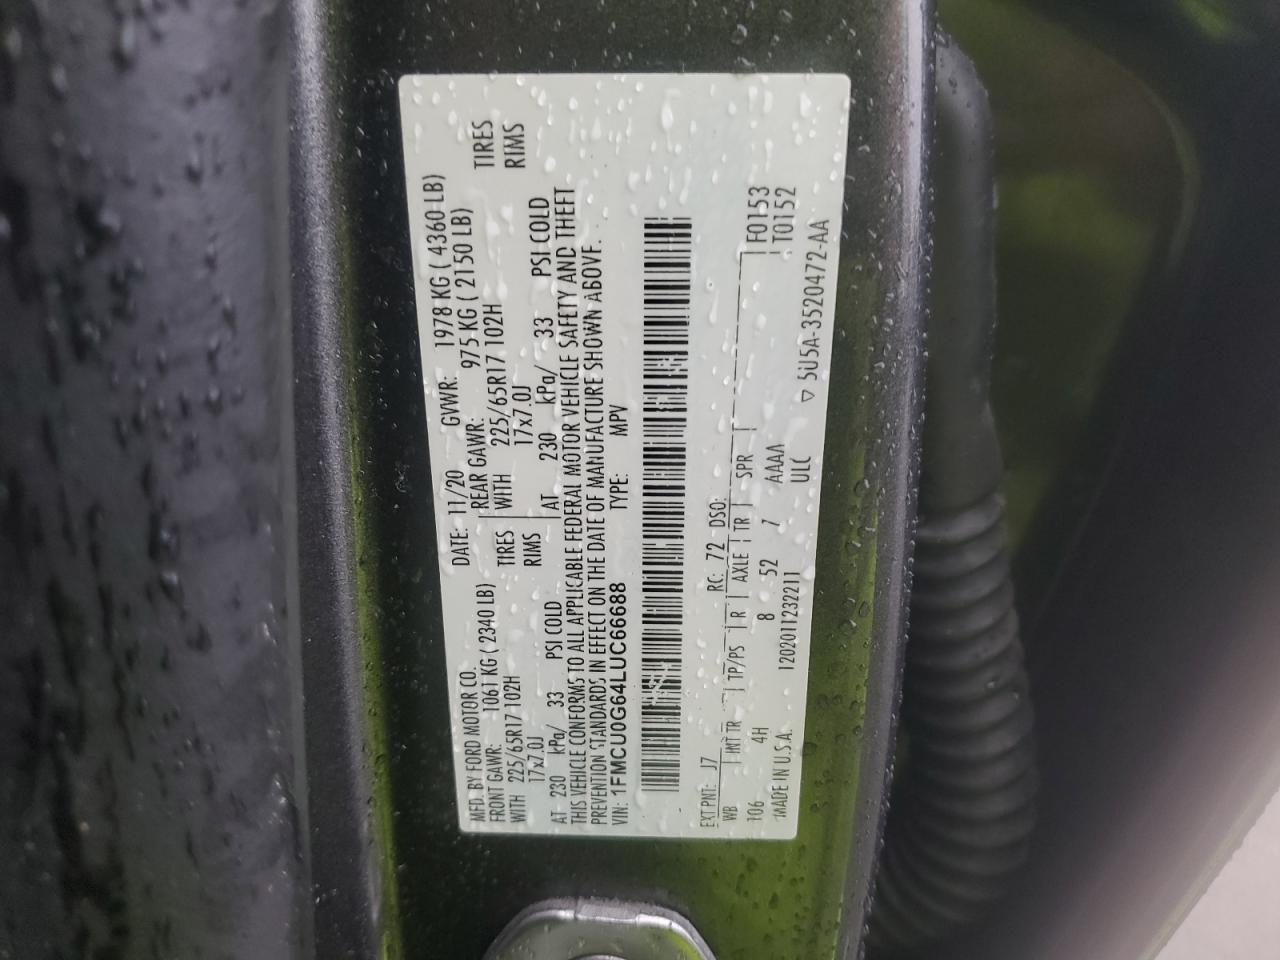 MFD. BY FORD MOTOR CO.
DATE: 11/20 GVWR: 1978 KG ( 4360 LB)
FRONT GAWR: 1061 KG ( 2340 LB) REAR GAWR: 975 KG ( 2150 LB)
WITH 225/65R17 102H TIRES WITH 225/65R17 102H TIRES
17x7.0J RIMS 17x7.0J RIMS
AT 230 kPa/ 33 PSI COLD AT 230 kPa/ 33 PSI COLD
THIS VEHICLE CONFORMS TO ALL APPLICABLE FEDERAL MOTOR VEHICLE SAFETY AND THEFT
PREVENTION STANDARDS IN EFFECT ON THE DATE OF MANUFACTURE SHOWN ABOVE.
VIN: 1FMCU0G64LUC66688 TYPE: MPV
EXT PNT: J7 RC: 72 DSO: F0153
WB INT TR TP/PS R AXLE TR SPR T0152
106 4H 8 52 7 AAAA
MADE IN U.S.A. 1202011232211 ULC ▽ 5U5A-3520472-AA